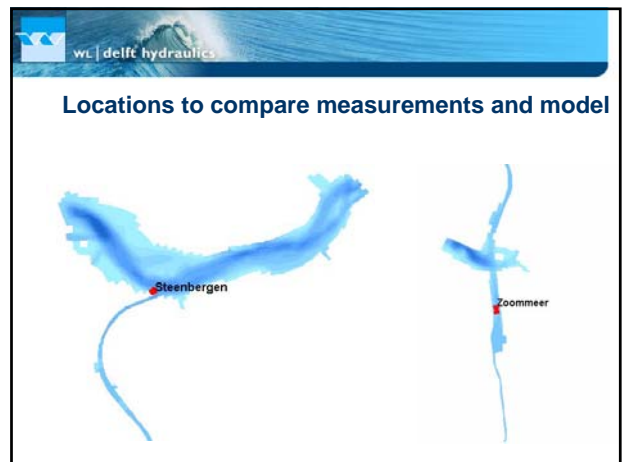 WL | delft hydraulics
Locations to compare measurements and model
Steenbergen
Zoommeer